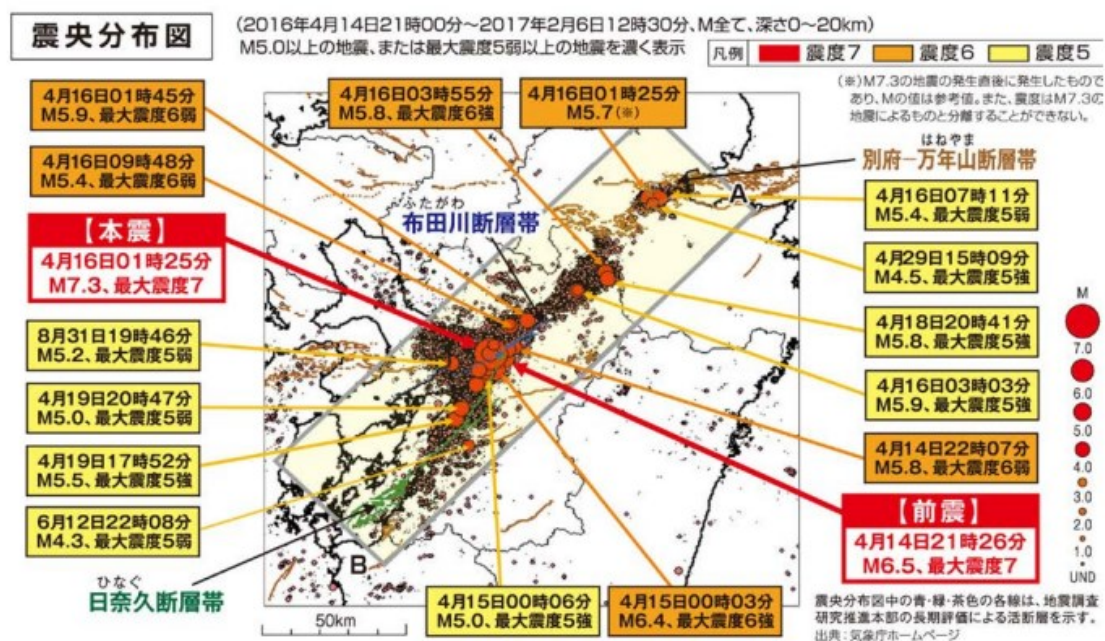 震央分布図
(2016年4月14日21時00分～2017年2月6日12時30分、M全て、深さ0～20km)
M5.0以上の地震、または最大震度5弱以上の地震を濃く表示
凡例 震度7 震度6 震度5
(※)M7.3の地震の発生直後に発生したもので
あり、Mの値は参考値。また、震度はM7.3の
地震によるものと分離することができない。
4月16日01時45分
M5.9、最大震度6弱
4月16日03時55分
M5.8、最大震度6強
4月16日01時25分
M5.7(※)
はねやま
別府−万年山断層帯
4月16日09時48分
M5.4、最大震度6弱
ふたがわ
布田川断層帯
A
4月16日07時11分
M5.4、最大震度5弱
【本震】
4月16日01時25分
M7.3、最大震度7
4月29日15時09分
M4.5、最大震度5強
8月31日19時46分
M5.2、最大震度5弱
4月18日20時41分
M5.8、最大震度5強
4月19日20時47分
M5.0、最大震度5弱
4月16日03時03分
M5.9、最大震度5強
4月19日17時52分
M5.5、最大震度5強
4月14日22時07分
M5.8、最大震度6弱
6月12日22時08分
M4.3、最大震度5弱
【前震】
4月14日21時26分
M6.5、最大震度7
M
7.0
6.0
5.0
4.0
3.0
2.0
1.0
UND
B
ひなぐ
日奈久断層帯
50km
4月15日00時06分
M5.0、最大震度5強
4月15日00時03分
M6.4、最大震度6強
震央分布図中の青・緑・茶色の各線は、地震調査
研究推進本部の長期評価による活断層を示す。
出典：気象庁ホームページ